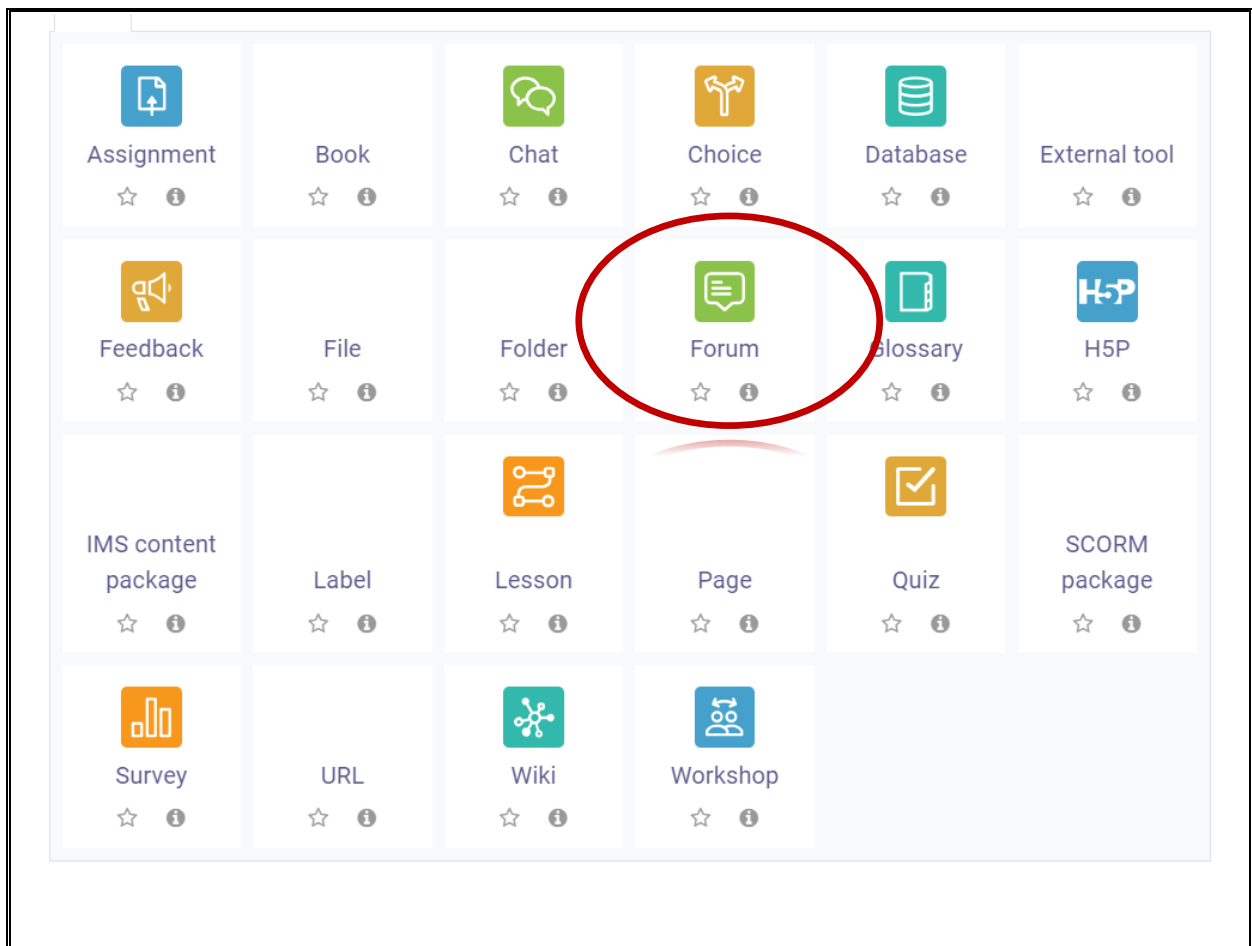 Assignment Book Chat Choice Database External tool
H5P
Feedback File Folder Forum Glossary H5P
IMS content package Label Lesson Page Quiz SCORM package
Survey URL Wiki Workshop